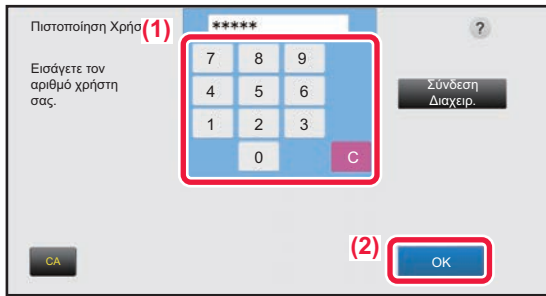 Πιστοποίηση Χρήσ
(1)
*****
?
Εισάγετε τον
αριθμό χρήστη
σας.
7 8 9
4 5 6
1 2 3
0 C
Σύνδεση
Διαχειρ.
(2)
CA
OK